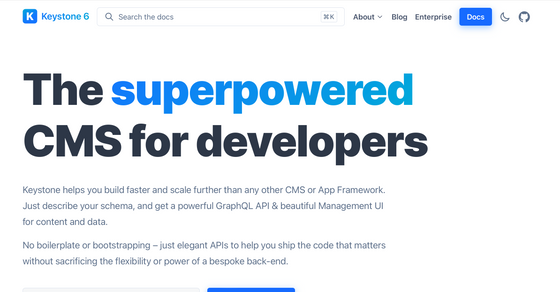 Keystone 6
Search the docs
⌘K
About
Blog
Enterprise
Docs
The superpowered
CMS for developers
Keystone helps you build faster and scale further than any other CMS or App Framework.
Just describe your schema, and get a powerful GraphQL API & beautiful Management UI
for content and data.
No boilerplate or bootstrapping – just elegant APIs to help you ship the code that matters
without sacrificing the flexibility or power of a bespoke back-end.